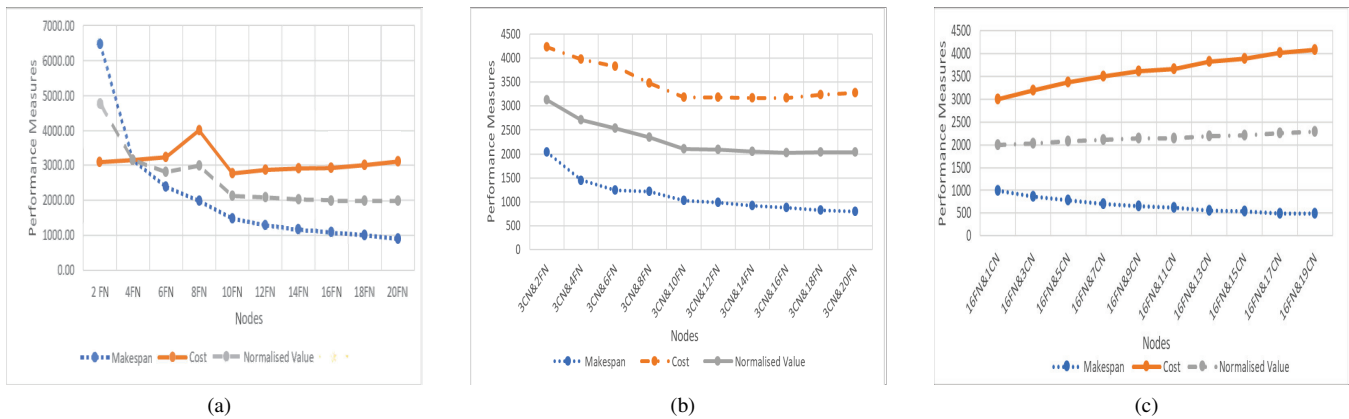 Performance Measures
7000.00
6000.00
5000.00
4000.00
3000.00
2000.00
1000.00
0.00
2 FN 4FN 6FN 8FN 10FN 12FN 14FN 16FN 18FN 20FN
Nodes
Makespan Cost Normalised Value
(a)
Performance Measures
4500
4000
3500
3000
2500
2000
1500
1000
500
0
3CN&2FN 3CN&4FN 3CN&6FN 3CN&8FN 3CN&10FN 3CN&12FN 3CN&14FN 3CN&16FN 3CN&18FN 3CN&20FN
Nodes
Makespan Cost Normalised Value
(b)
Performance Measures
4500
4000
3500
3000
2500
2000
1500
1000
500
0
16FN&1CN 16FN&3CN 16FN&5CN 16FN&7CN 16FN&9CN 16FN&11CN 16FN&13CN 16FN&15CN 16FN&17CN 16FN&19CN
Nodes
Makespan Cost Normalised Value
(c)